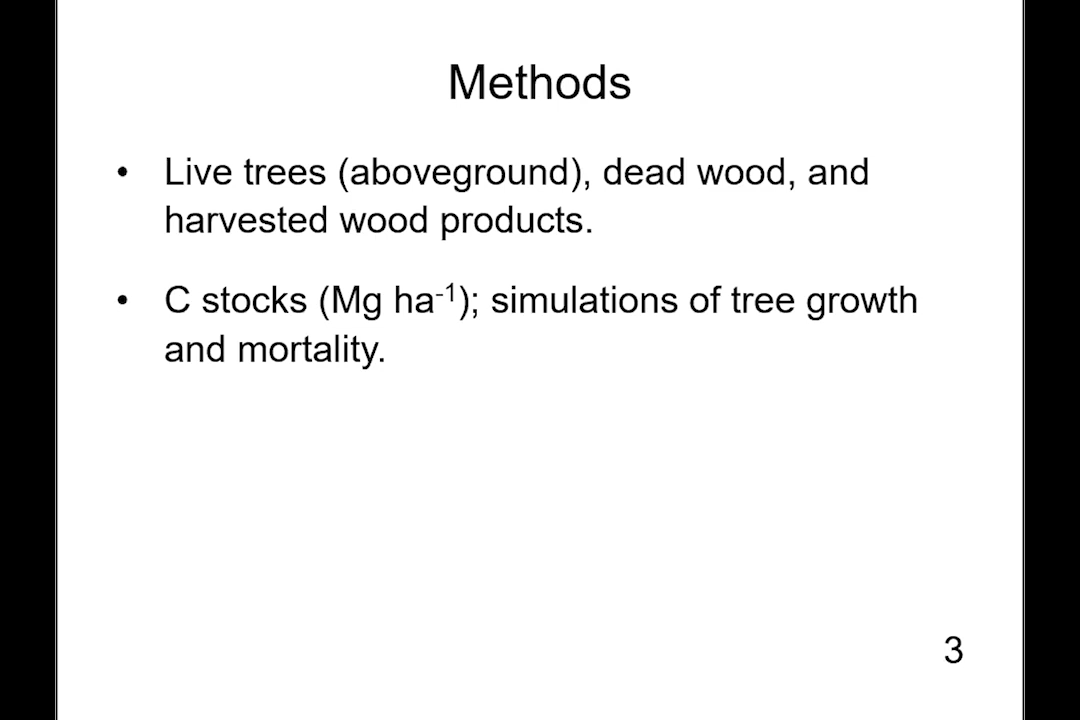 Methods
• Live trees (aboveground), dead wood, and
harvested wood products.
• C stocks (Mg ha⁻¹); simulations of tree growth
and mortality.
3